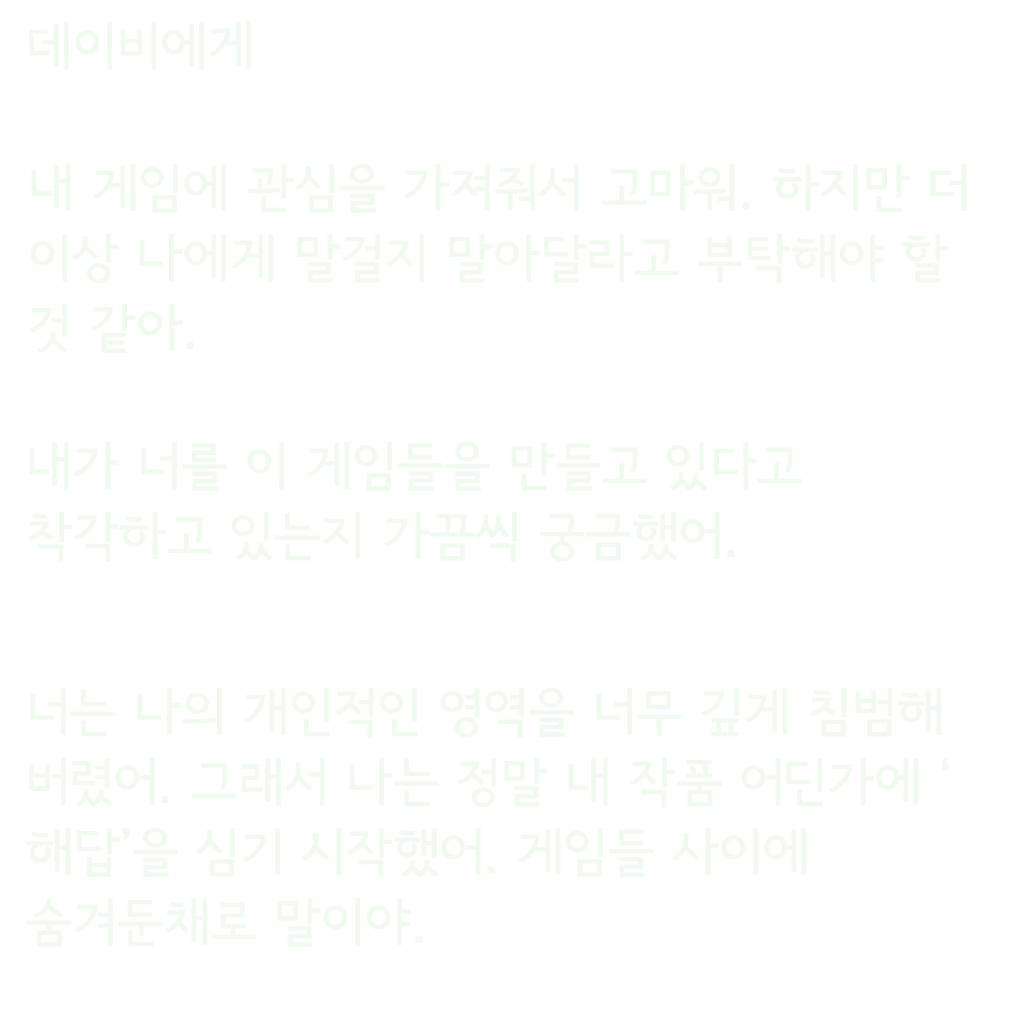 데이비에게
내 게임에 관심을 가져줘서 고마워. 하지만 더
이상 나에게 말걸지 말아달라고 부탁해야 할
것 같아.
내가 너를 이 게임들을 만들고 있다고
착각하고 있는지 가끔씩 궁금했어.
너는 나의 개인적인 영역을 너무 깊게 침범해
버렸어. 그래서 나는 정말 내 작품 어딘가에 ‘
해답’을 심기 시작했어. 게임들 사이에
숨겨둔채로 말이야.